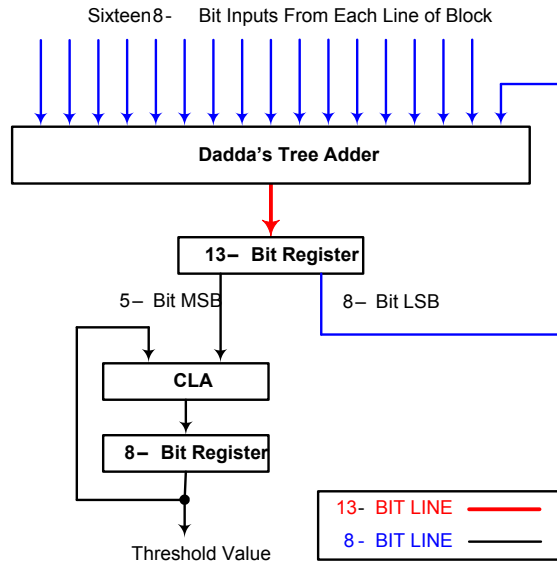 Sixteen 8- Bit Inputs From Each Line of Block
Dadda's Tree Adder
13- Bit Register
5- Bit MSB
8- Bit LSB
CLA
8- Bit Register
13- BIT LINE
8 - BIT LINE
Threshold Value